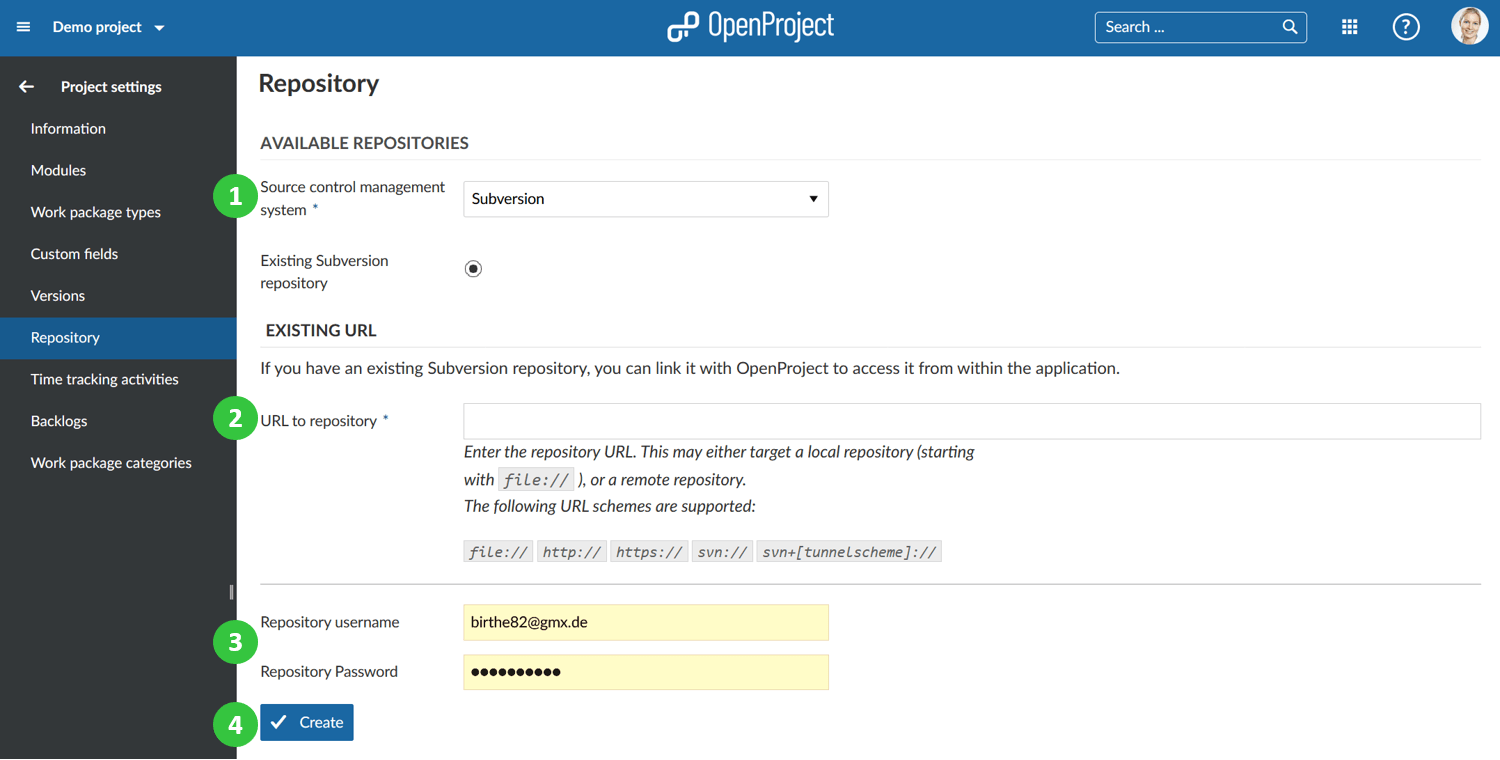 Demo project
OpenProject
Search ...
?
Project settings
Information
Modules
Work package types
Custom fields
Versions
Repository
Time tracking activities
Backlogs
Work package categories
Repository
AVAILABLE REPOSITORIES
1
Source control management
system *
Subversion
Existing Subversion
repository
EXISTING URL
If you have an existing Subversion repository, you can link it with OpenProject to access it from within the application.
2
URL to repository *
Enter the repository URL. This may either target a local repository (starting
with file:// ), or a remote repository.
The following URL schemes are supported:
file:// http:// https:// svn:// svn+[tunnelscheme]://
3
Repository username
birthe82@gmx.de
Repository Password
●●●●●●●●●●
4
Create